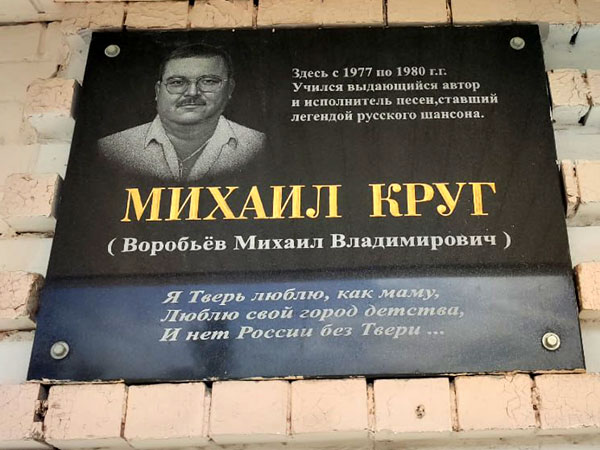 Здесь с 1977 по 1980 г.г.
Учился выдающийся автор
и исполнитель песен,ставший
легендой русского шансона.
МИХАИЛ КРУГ
( Воробьёв Михаил Владимирович )
Я Тверь люблю, как маму,
Люблю свой город детства,
И нет России без Твери ...